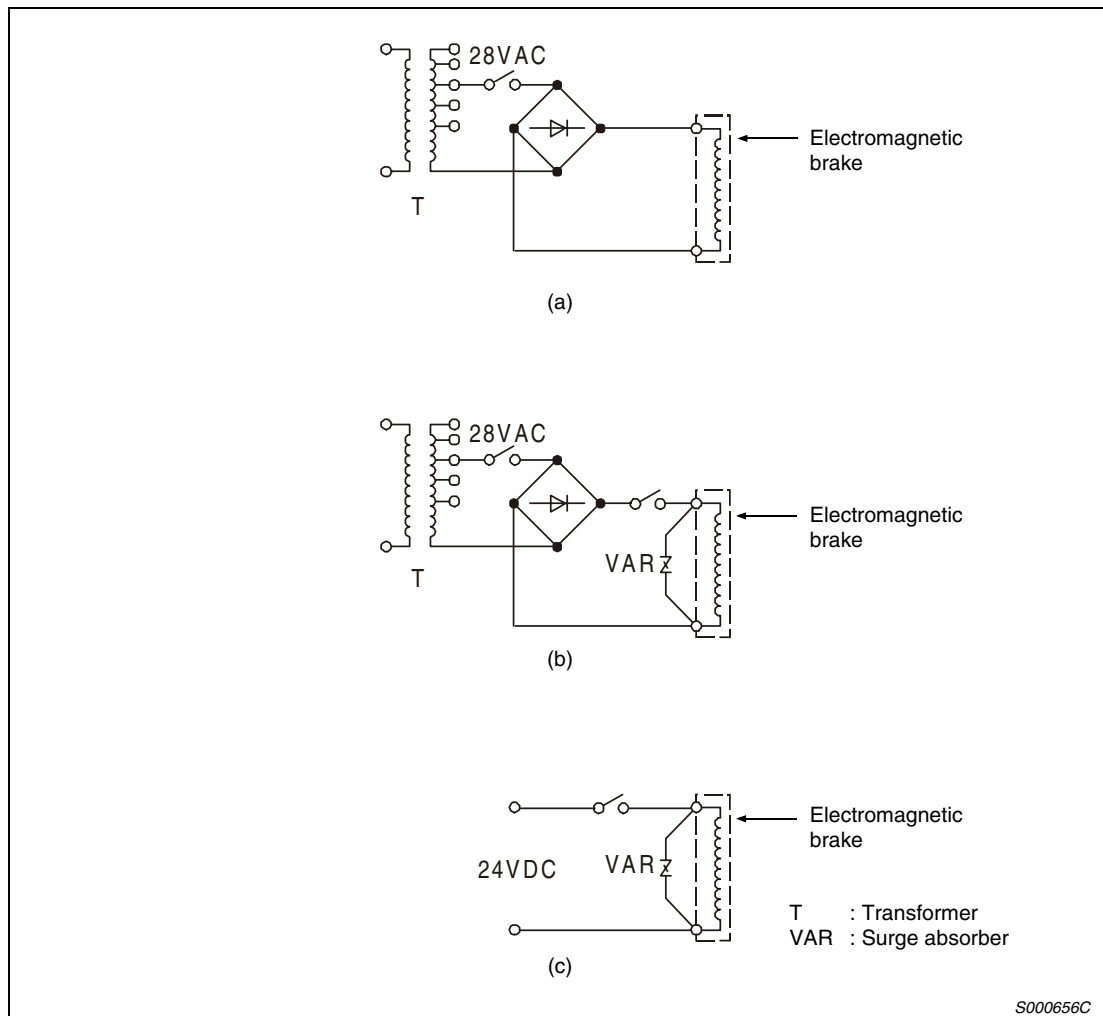 28VAC
Electromagnetic
brake
T
(a)
28VAC
Electromagnetic
brake
VAR
T
(b)
Electromagnetic
brake
24VDC VAR
T : Transformer
VAR : Surge absorber
(c)
S000656C